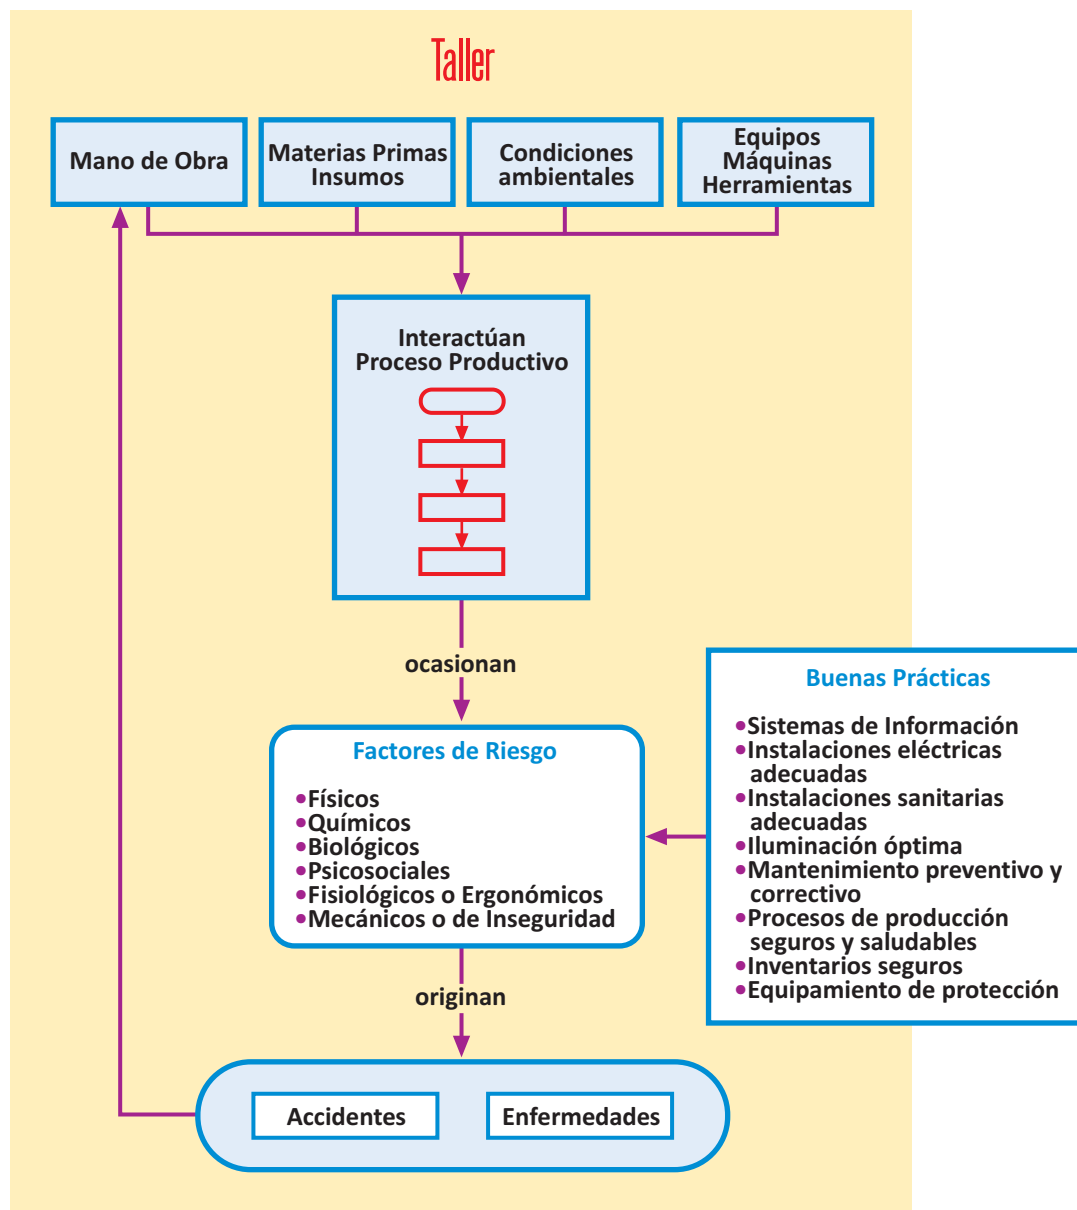 Taller
Mano de Obra
Materias Primas
Insumos
Condiciones
ambientales
Equipos
Máquinas
Herramientas
Interactúan
Proceso Productivo
ocasionan
Factores de Riesgo
•Físicos
•Químicos
•Biológicos
•Psicosociales
•Fisiológicos o Ergonómicos
•Mecánicos o de Inseguridad
Buenas Prácticas
•Sistemas de Información
•Instalaciones eléctricas
adecuadas
•Instalaciones sanitarias
adecuadas
•Iluminación óptima
•Mantenimiento preventivo y
correctivo
•Procesos de producción
seguros y saludables
•Inventarios seguros
•Equipamiento de protección
originan
Accidentes
Enfermedades